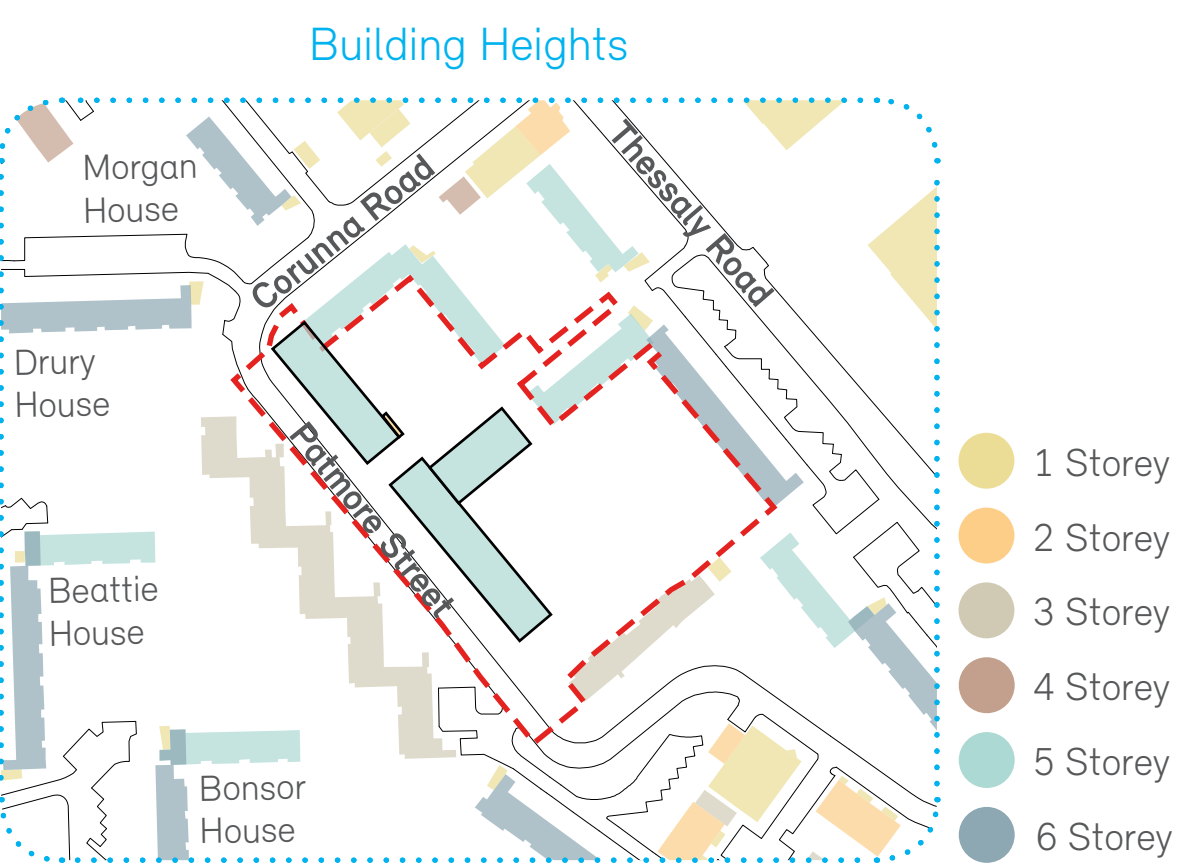 Building Heights
Morgan
House
Corunna Road
Thessaly Road
Drury
House
Patmore Street
Beattie
House
Bonsor
House
1 Storey
2 Storey
3 Storey
4 Storey
5 Storey
6 Storey